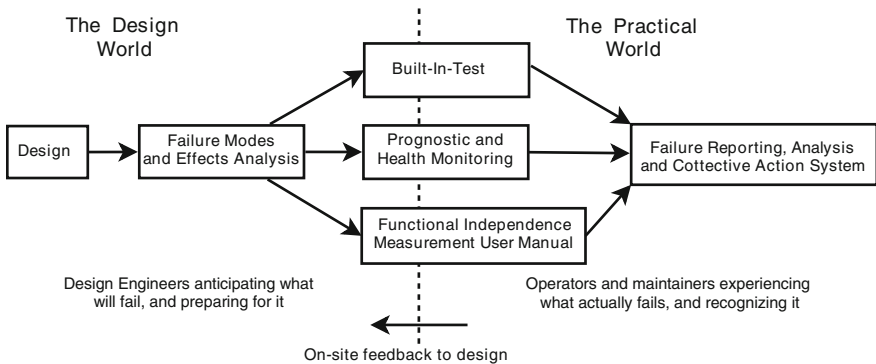 The Design
World
The Practical
World
Built-In-Test
Design
Failure Modes
and Effects Analysis
Prognostic and
Health Monitoring
Failure Reporting, Analysis
and Cottective Action System
Functional Independence
Measurement User Manual
Design Engineers anticipating what
will fail, and preparing for it
Operators and maintainers experiencing
what actually fails, and recognizing it
On-site feedback to design